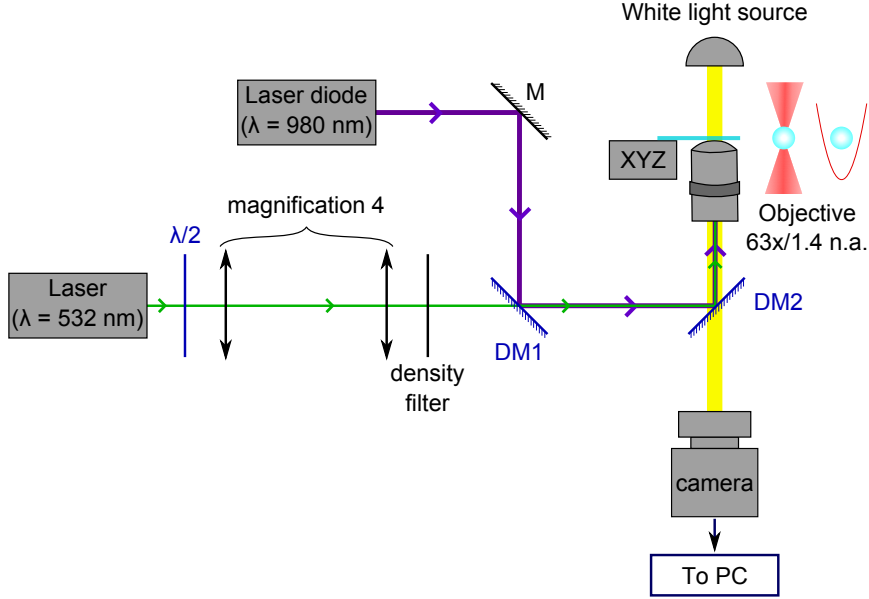 White light source
Laser diode
(λ = 980 nm)
M
XYZ
magnification 4
Objective
63x/1.4 n.a.
λ/2
Laser
(λ = 532 nm)
DM2
DM1
density
filter
camera
To PC